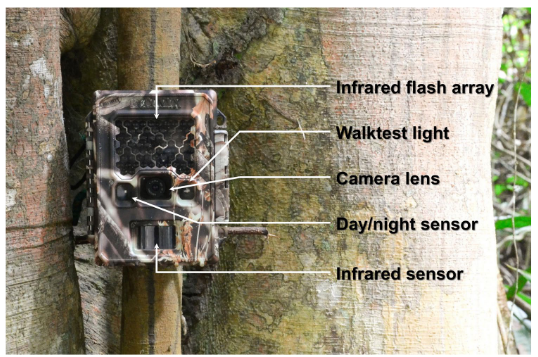 Infrared flash array
Walktest light
Camera lens
Day/night sensor
Infrared sensor